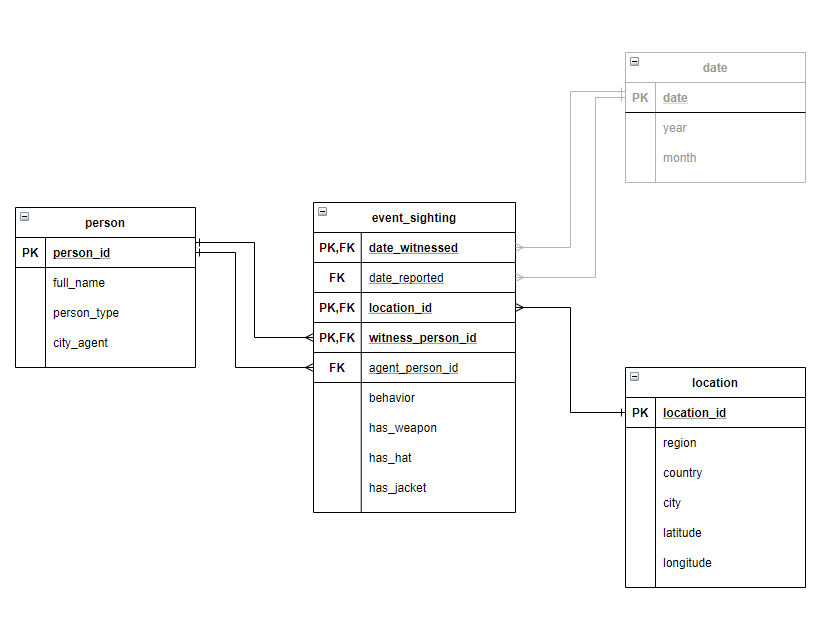 date
PK date
year
month
person
PK person_id
full_name
person_type
city_agent
event_sighting
PK,FK date_witnessed
FK date_reported
PK,FK location_id
PK,FK witness_person_id
FK agent_person_id
behavior
has_weapon
has_hat
has_jacket
location
PK location_id
region
country
city
latitude
longitude